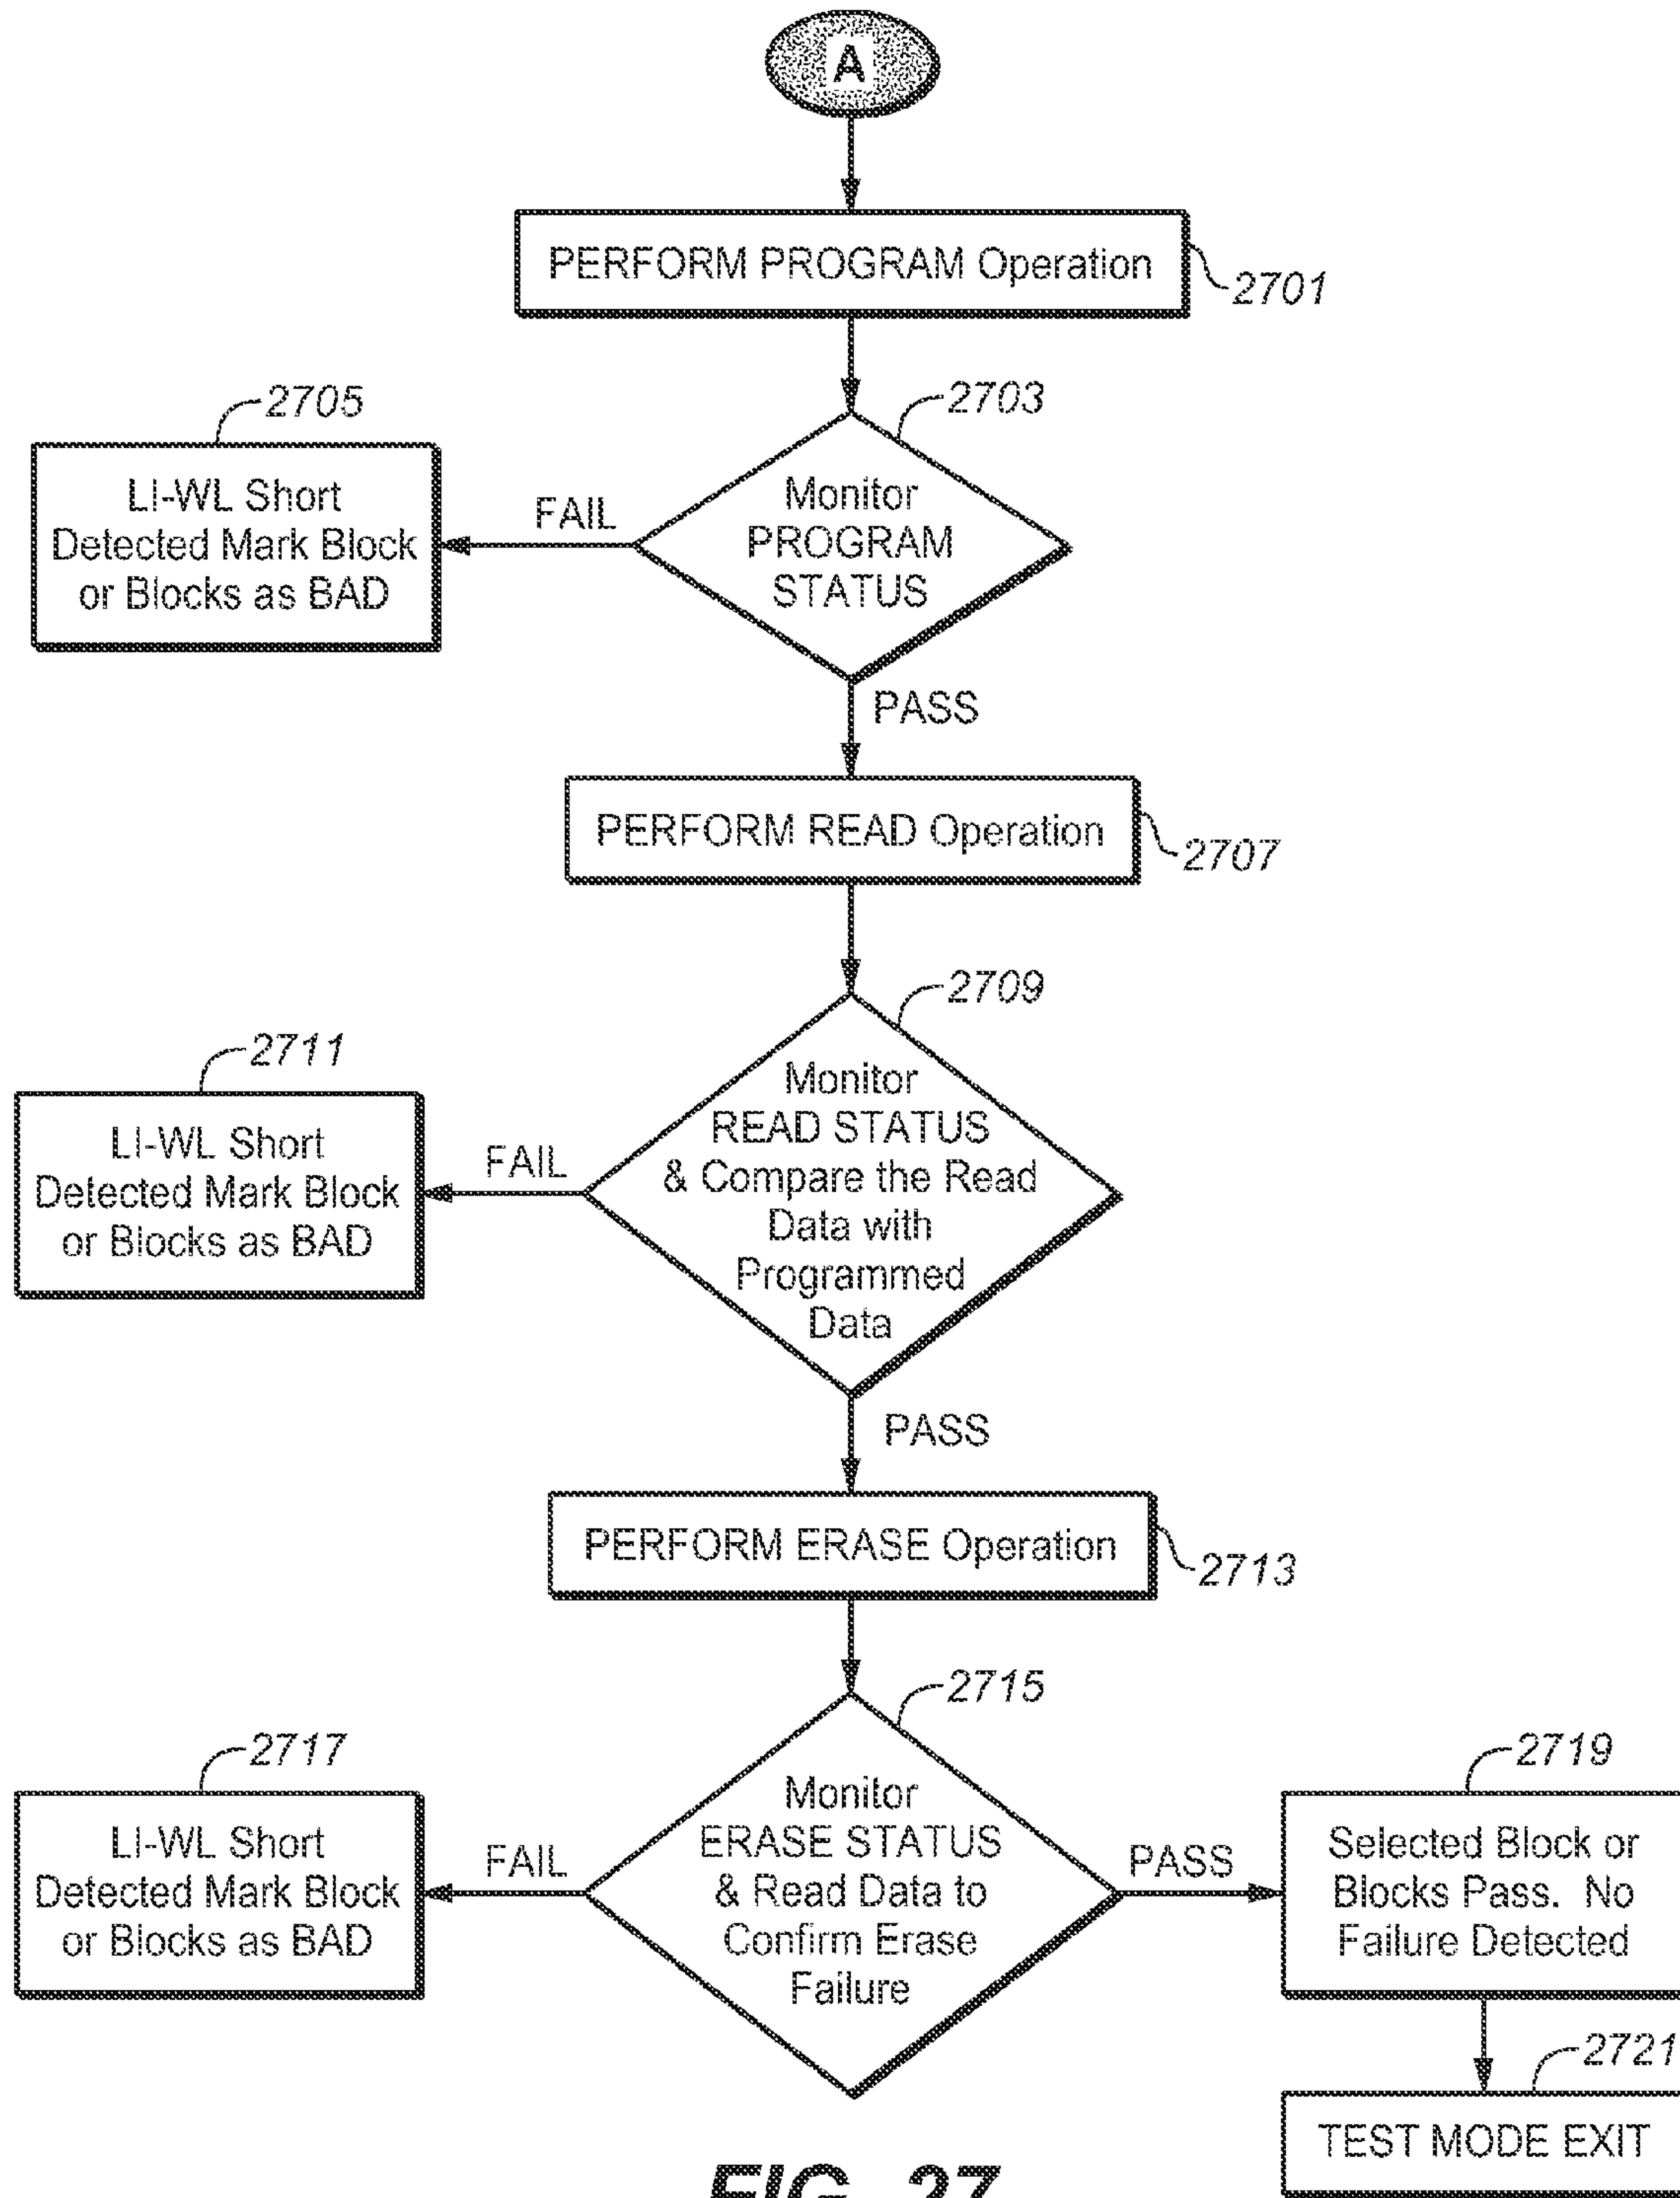 A
PERFORM PROGRAM Operation
2701
2703
2705
Monitor
PROGRAM
STATUS
FAIL
LI-WL Short
Detected Mark Block
or Blocks as BAD
PASS
PERFORM READ Operation
2707
2709
2711
Monitor
READ STATUS
& Compare the Read
Data with
Programmed
Data
FAIL
LI-WL Short
Detected Mark Block
or Blocks as BAD
PASS
PERFORM ERASE Operation
2713
2715
2717
Monitor
ERASE STATUS
& Read Data to
Confirm Erase
Failure
FAIL
LI-WL Short
Detected Mark Block
or Blocks as BAD
PASS
2719
Selected Block or
Blocks Pass. No
Failure Detected
2721
TEST MODE EXIT
FIG. 27